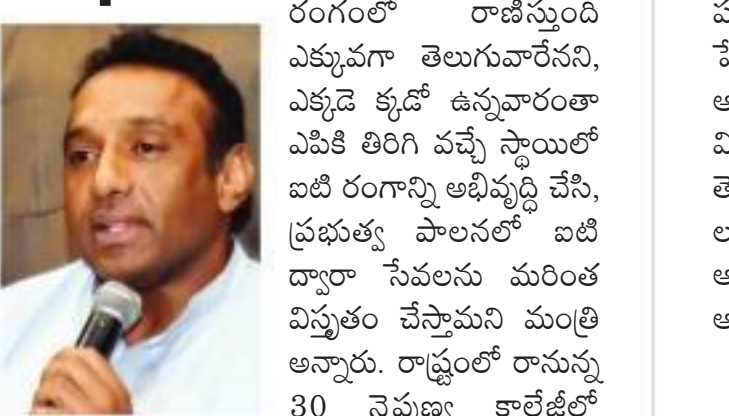 రంగంలో రాణిస్తుంది
ఎక్కువగా తెలుగువారేనని,
ఎక్కడె క్కడో ఉన్నవారంతా
ఎపికి తిరిగి వచ్చే స్థాయిలో
ఐటి రంగాన్ని అభివృద్ధి చేసి,
ప్రభుత్వ పాలనలో ఐటి
ద్వారా సేవలను మరింత
విస్తృతం చేస్తామని మంత్రి
అన్నారు. రాష్ట్రంలో రానున్న
30 నైపుణ్య కాలేజీల్లో